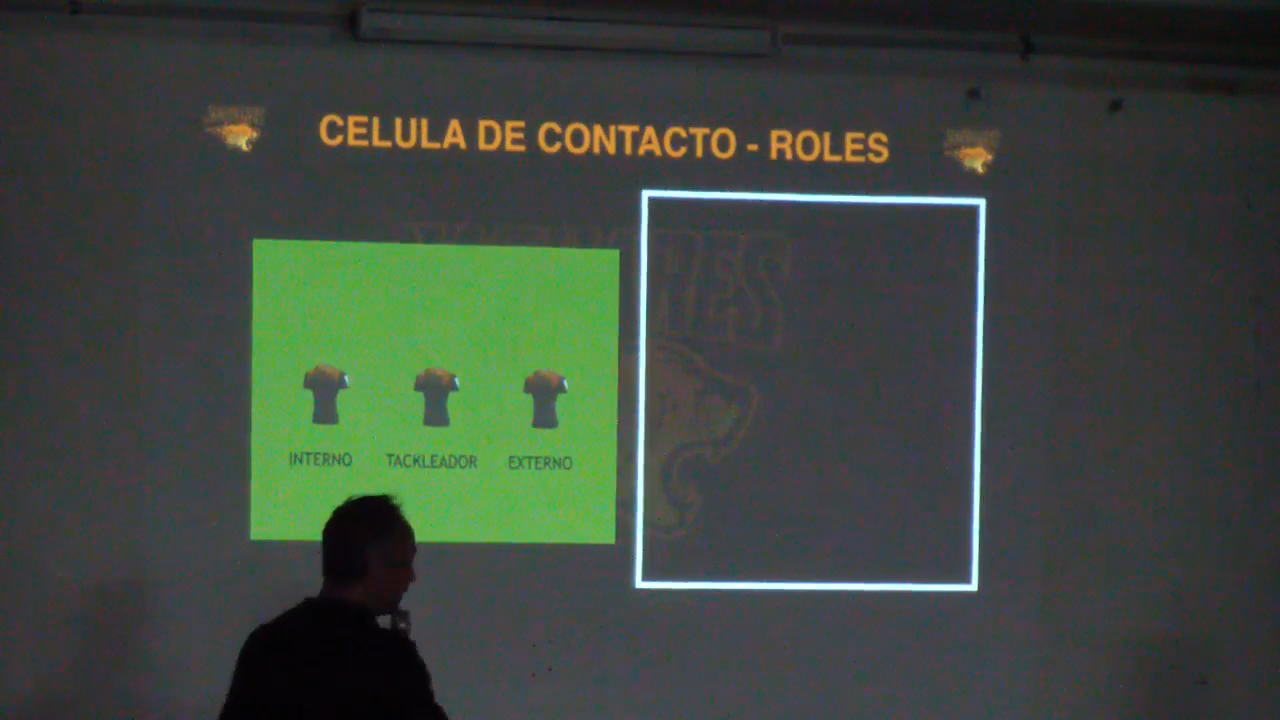 CELULA DE CONTACTO - ROLES
INTERNO TACKLEADOR EXTERNO